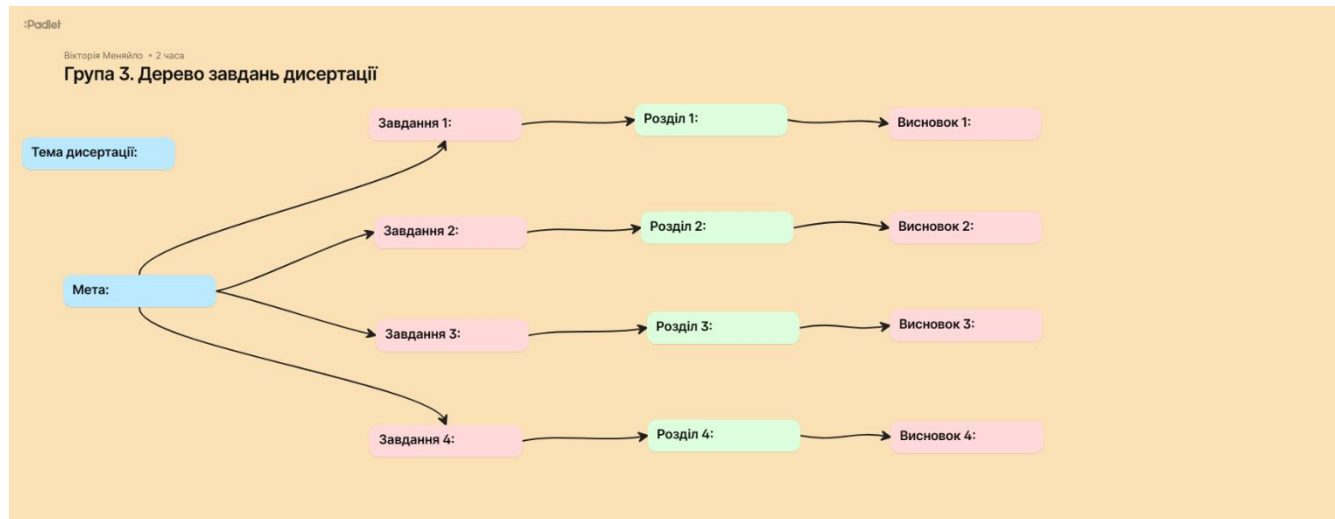 :Padlet
Вікторія Меняйло • 2 часа
Група 3. Дерево завдань дисертації
Тема дисертації:
Мета:
Завдання 1:
Розділ 1:
Висновок 1:
Завдання 2:
Розділ 2:
Висновок 2:
Завдання 3:
Розділ 3:
Висновок 3:
Завдання 4:
Розділ 4:
Висновок 4: